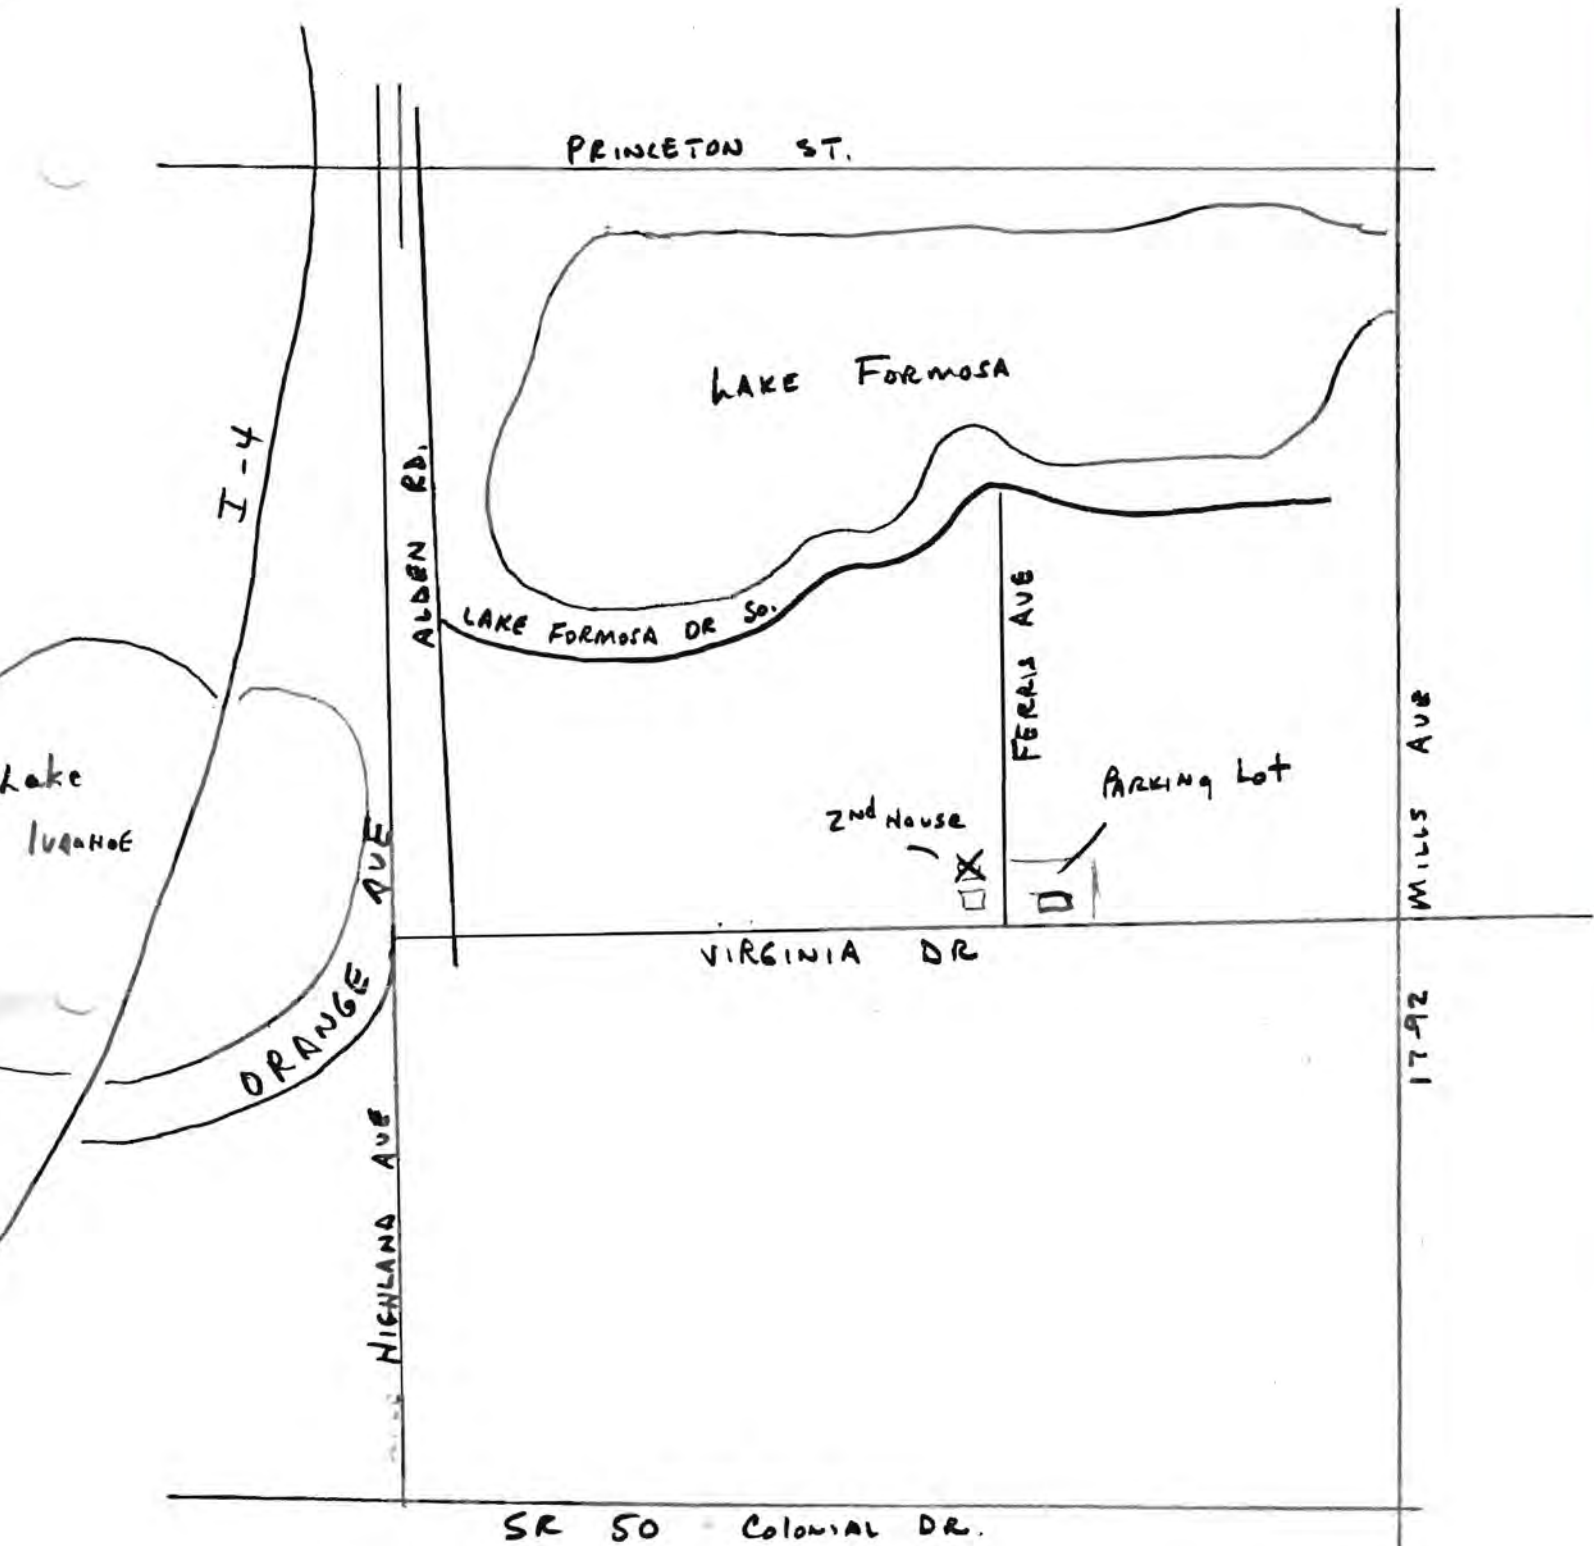 PRINCETON ST.
LAKE FORMOSA
I-4
ALDEN RD.
LAKE FORMOSA DR So.
FERRIS AVE
MILLS AVE
Lake
IVANHOE
2nd House
PARKING Lot
ORANGE AVE
VIRGINIA DR
17-92
HIGHLAND AVE
SR 50 COLONIAL DR.